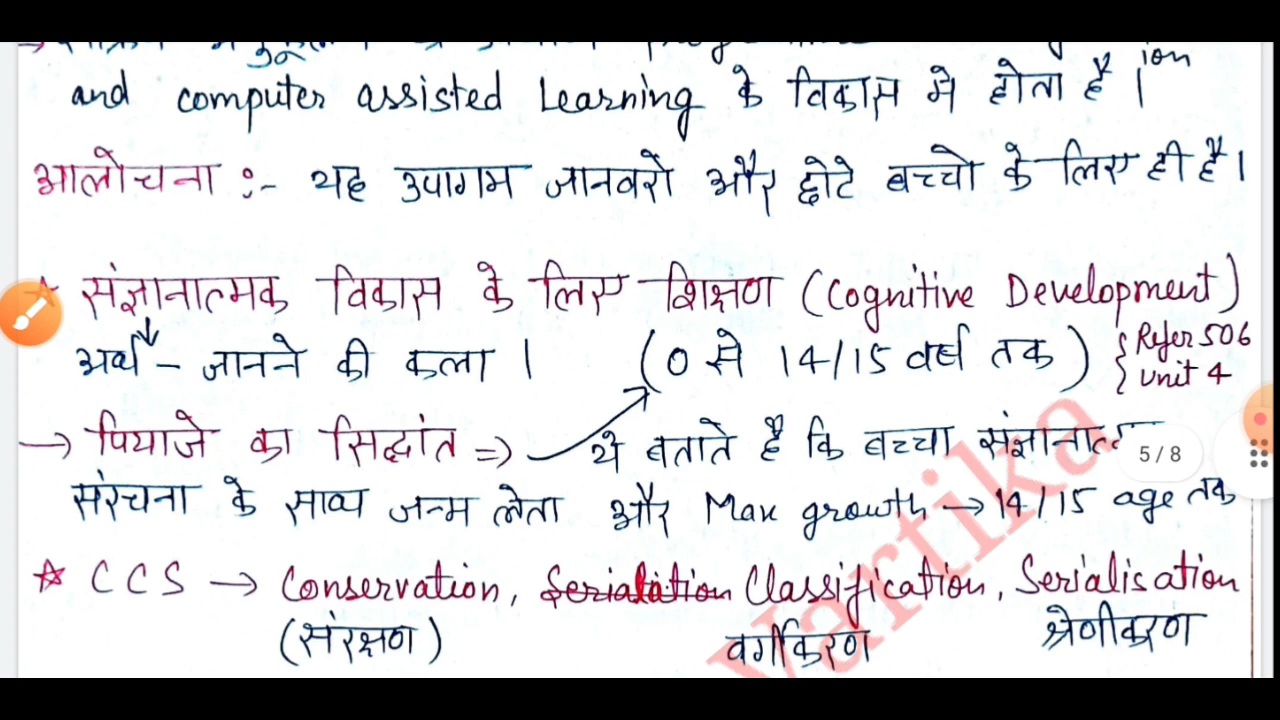 and computer assisted Learning के विकास मे होता है ।
आलोचना :- यह उपागम जानवरो और छोटे बच्चो के लिए ही है ।
संज्ञानात्मक विकास के लिए शिक्षण (Cognitive Development)
अर्थ - जानने की कला । (0 से 14/15 वर्ष तक) { Refer 506
Unit 4
→ पियाजे का सिद्धांत ⇒ ये बताते है कि बच्चा 5/8
संरचना के साथ जन्म लेता और Max growth → 14/15 age तक
☆ CCS → Conservation, Classification, Serialisation
(संरक्षण) वर्गीकरण श्रेणीकरण
Vartika